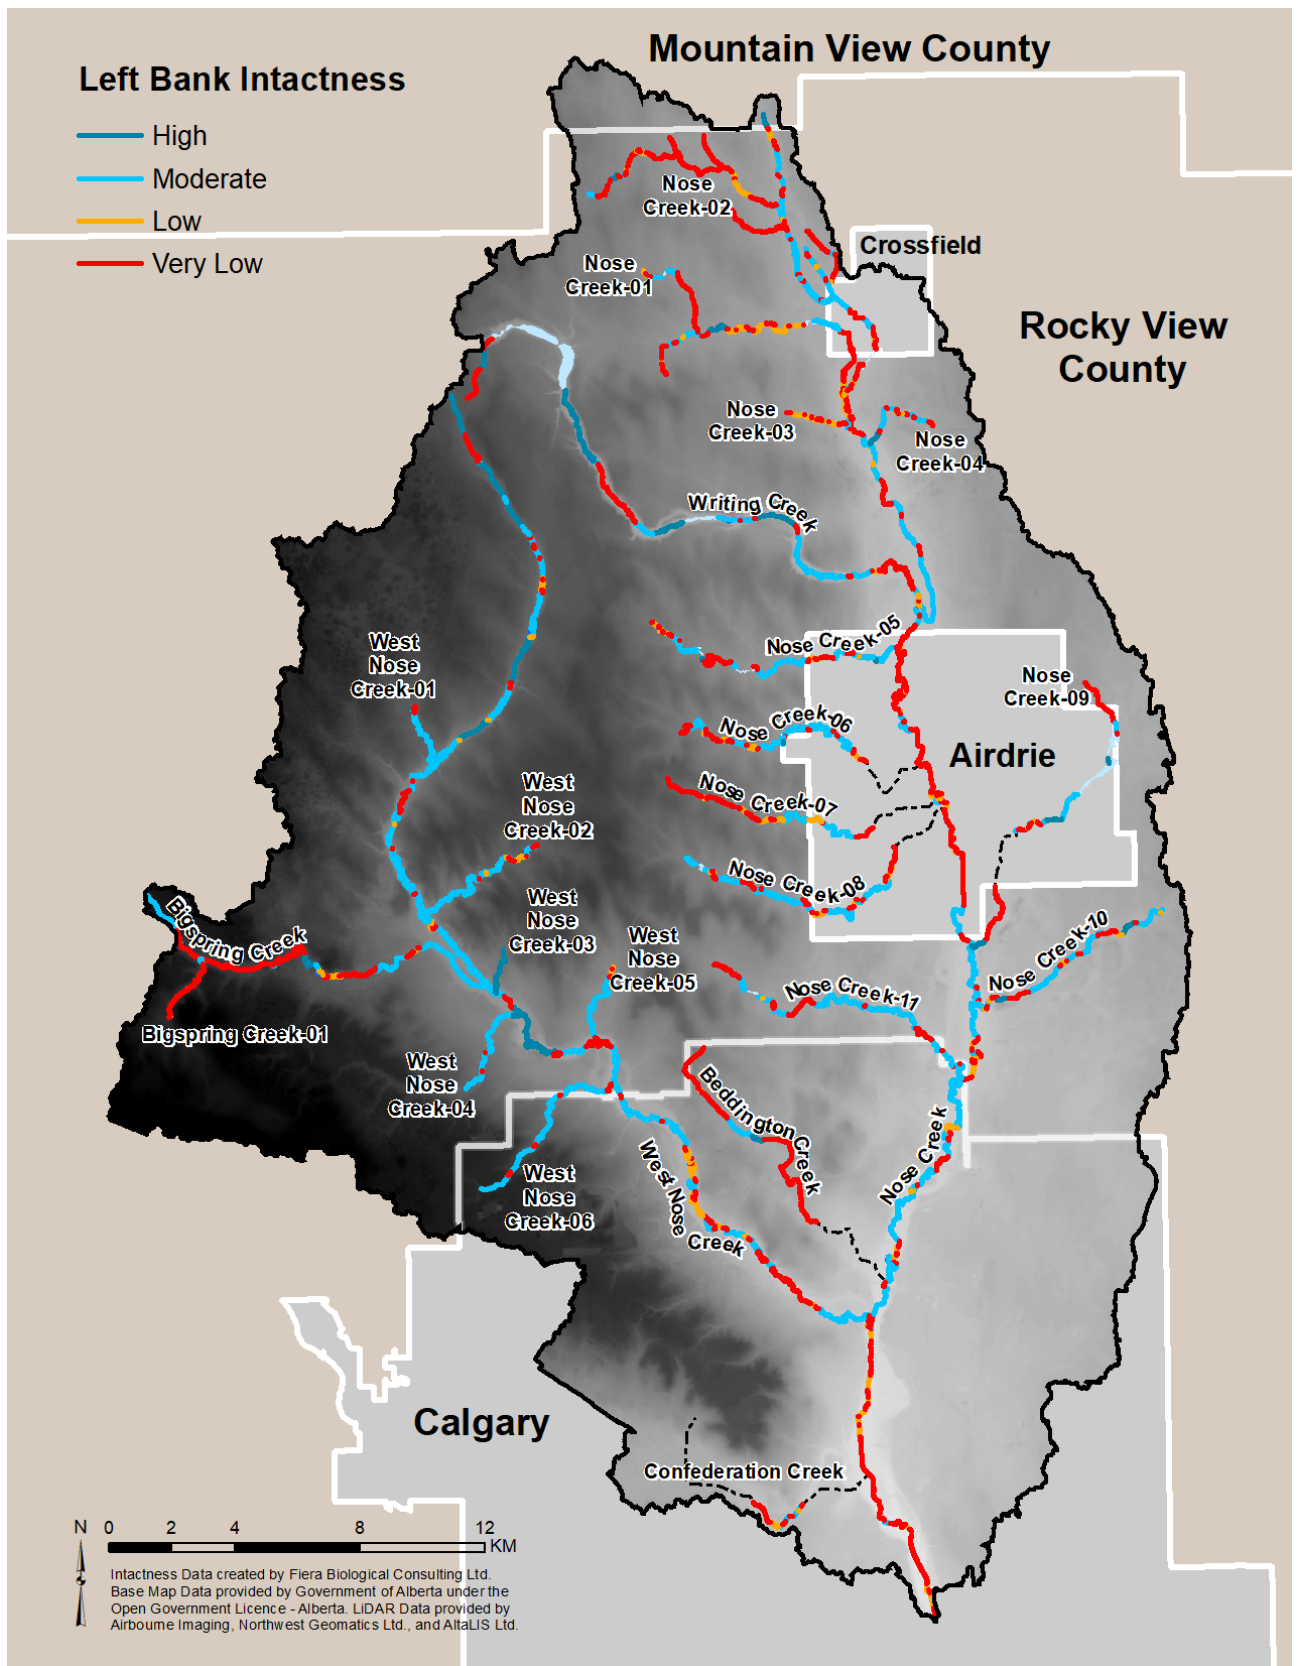 Mountain View County
Left Bank Intactness
High
Moderate
Low
Very Low
Nose
Creek-02
Crossfield
Nose
Creek-01
Rocky View
County
Nose
Creek-03
Nose
Creek-04
Writing Creek
Nose Creek-05
West
Nose
Creek-01
Nose
Creek-09
Nose Creek-06
Airdrie
West
Nose
Creek-02
Nose Creek-07
Nose Creek-08
West
Nose
Creek-03
Bigspring Creek
West
Nose
Creek-05
Nose Creek-10
Nose Creek-11
Bigspring Creek-01
West
Nose
Creek-04
Beddington Creek
Nose Creek
West
Nose
Creek-06
West Nose
Creek
Calgary
Confederation Creek
N 0 2 4 8 12
KM
Intactness Data created by Fiera Biological Consulting Ltd.
Base Map Data provided by Government of Alberta under the
Open Government Licence - Alberta. LiDAR Data provided by
Airbourne Imaging, Northwest Geomatics Ltd., and AltaLIS Ltd.